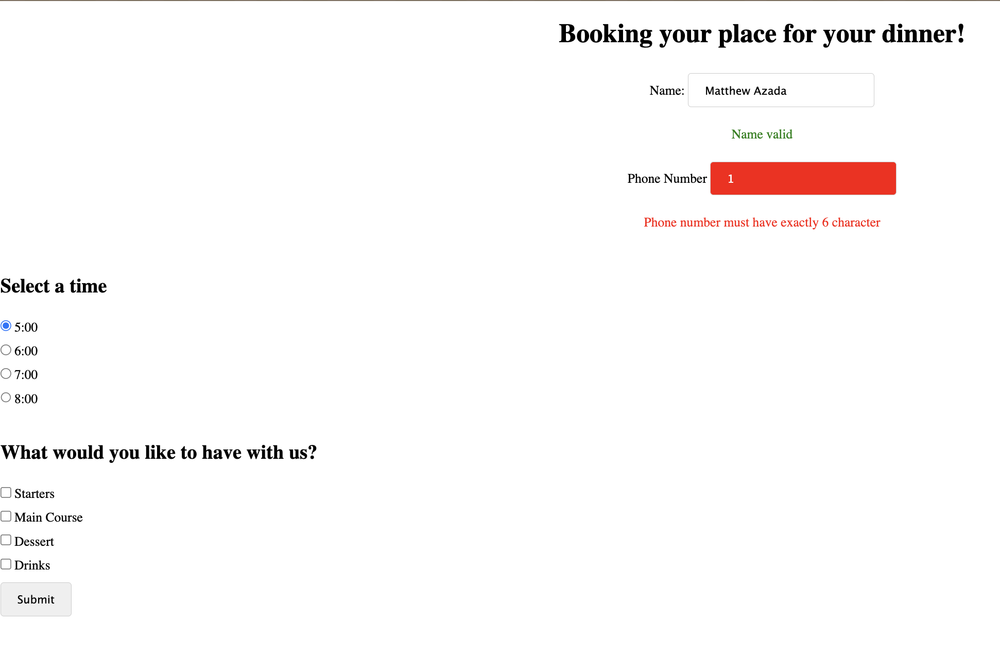 Booking your place for your dinner!
Name: Matthew Azada
Name valid
Phone Number 1
Phone number must have exactly 6 character
Select a time
5:00
6:00
7:00
8:00
What would you like to have with us?
Starters
Main Course
Dessert
Drinks
Submit